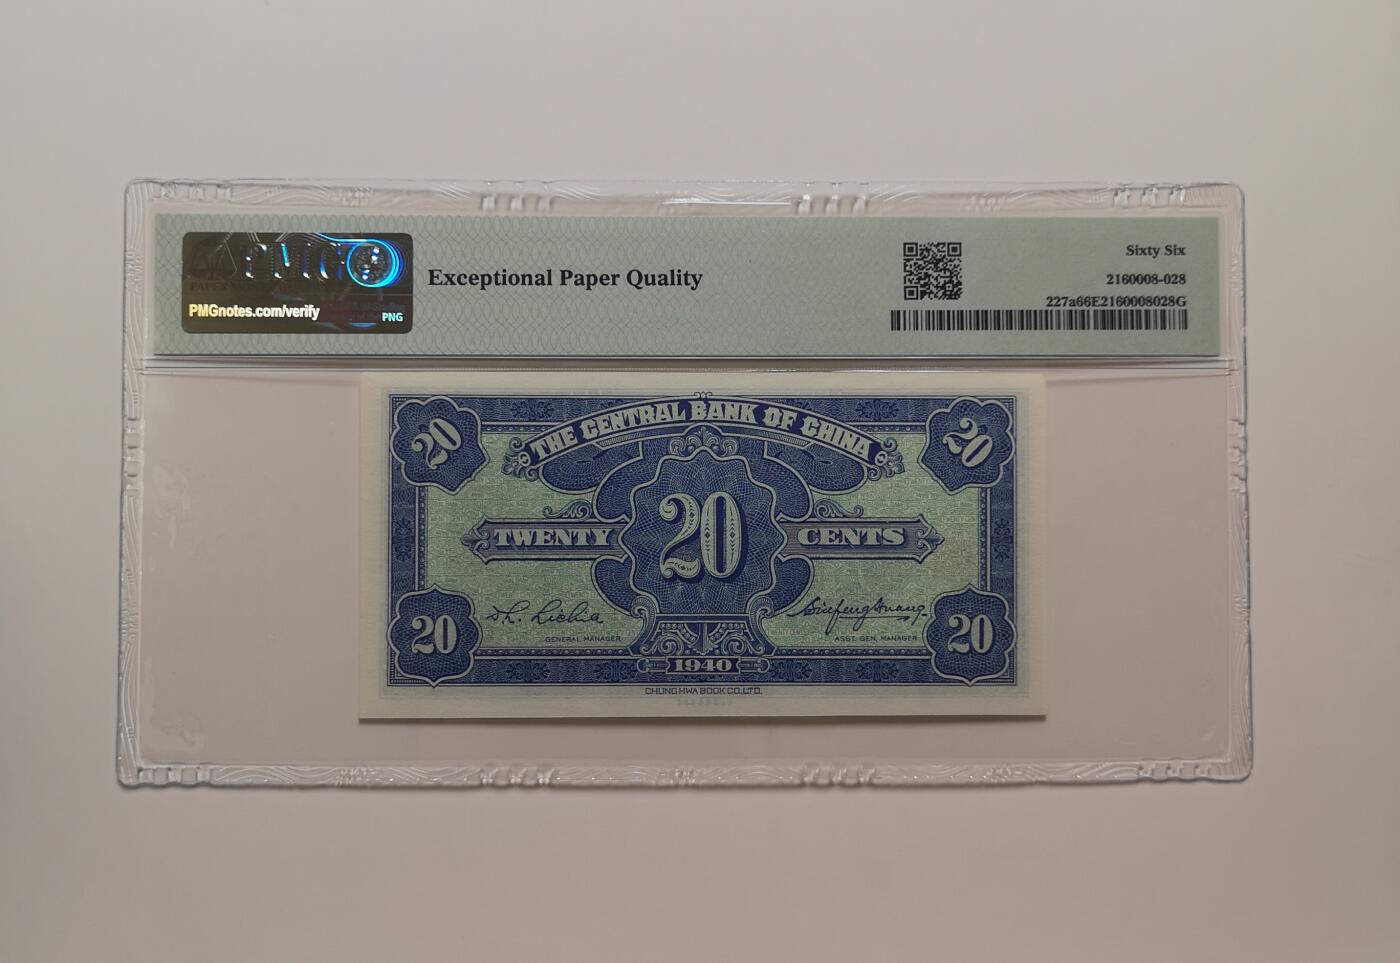 PMG
PMGnotes.com/verify
PNG
Exceptional Paper Quality
Sixty Six
2160008-028
227a66E2160008028G
THE CENTRAL BANK OF CHINA
20
20
TWENTY
20
CENTS
GENERAL MANAGER
ASST. GEN. MANAGER
20
20
1940
CHUNG HWA BOOK CO., LTD.